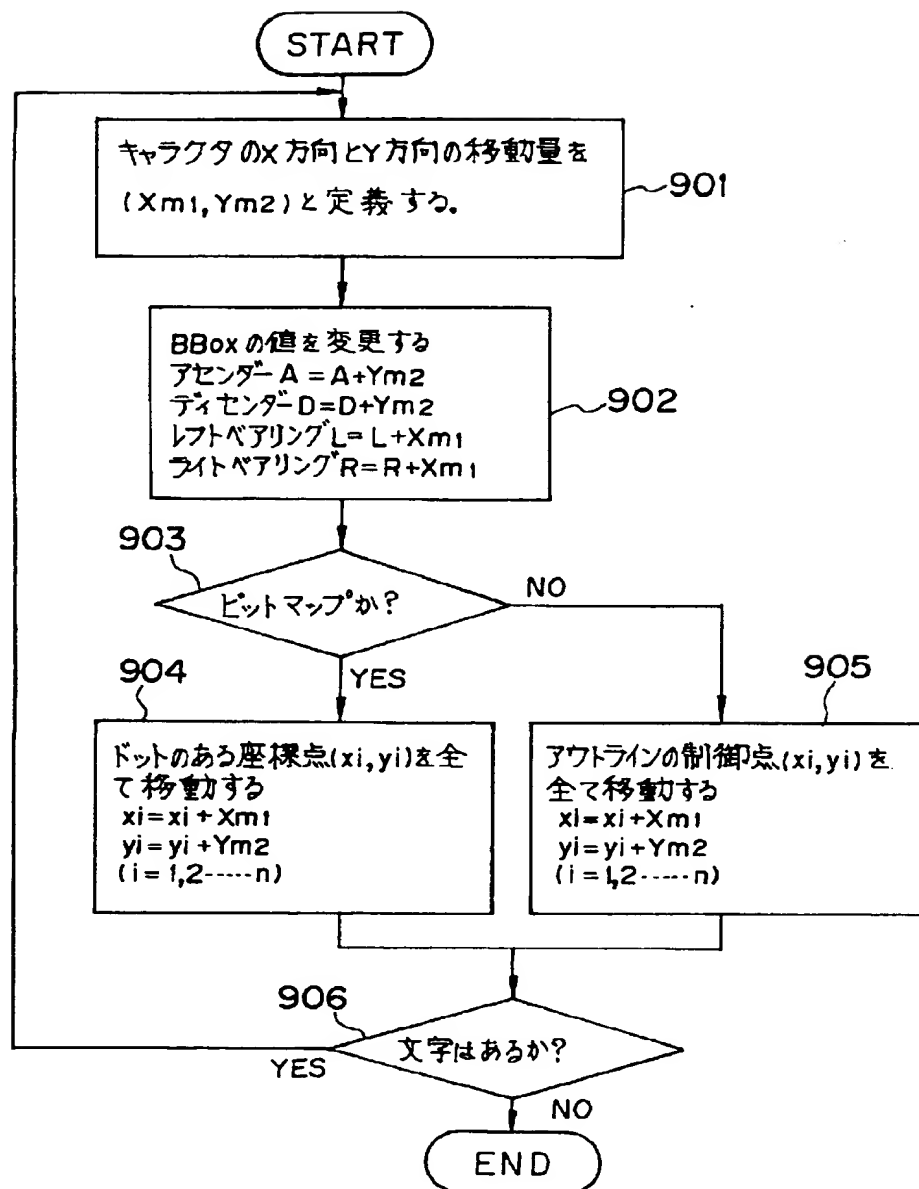 START
キャラクタのX方向とY方向の移動量を
(Xm1,Ym2)と定義する。
901
BBoxの値を変更する
アセンダーA=A+Ym2
ディセンダーD=D+Ym2
レフトベアリングL=L+Xm1
ライトベアリングR=R+Xm1
902
903
ビットマップか?
NO
YES
904
ドットのある座標点(xi,yi)を全
て移動する
xi=xi+Xm1
yi=yi+Ym2
(i=1,2-----n)
905
アウトラインの制御点(xi,yi)を
全て移動する
xi=xi+Xm1
yi=yi+Ym2
(i=1,2-----n)
906
文字はあるか?
YES
NO
END